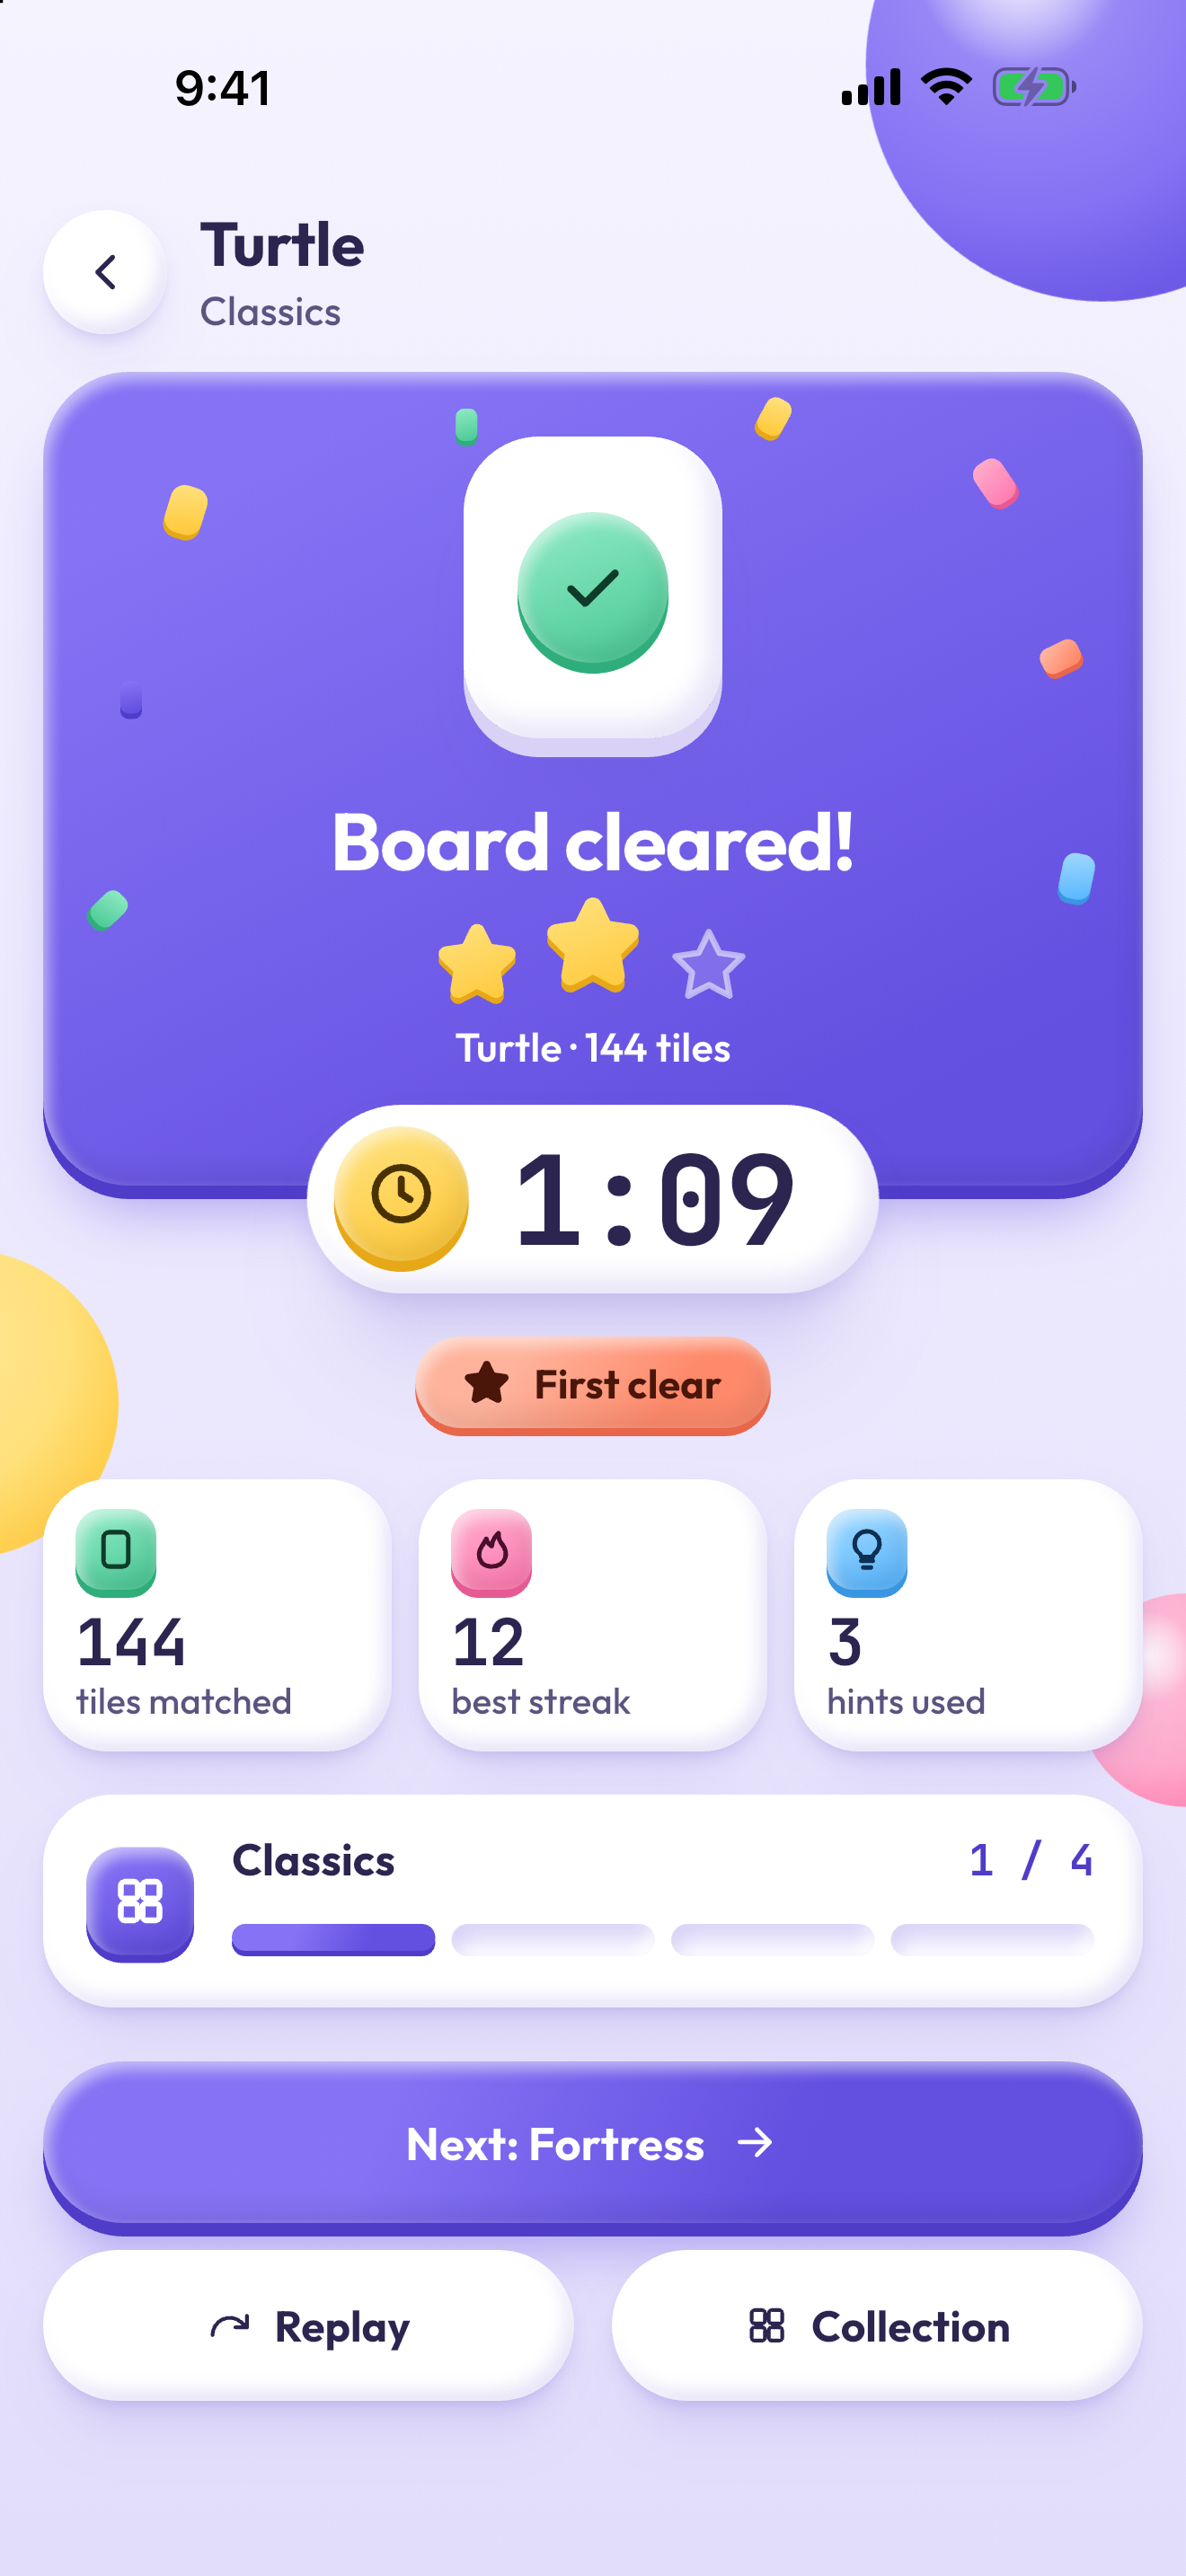 9:41
Turtle
Classics
Board cleared!
Turtle · 144 tiles
1:09
First clear
144
tiles matched
12
best streak
3
hints used
Classics
1 / 4
Next: Fortress
Replay
Collection